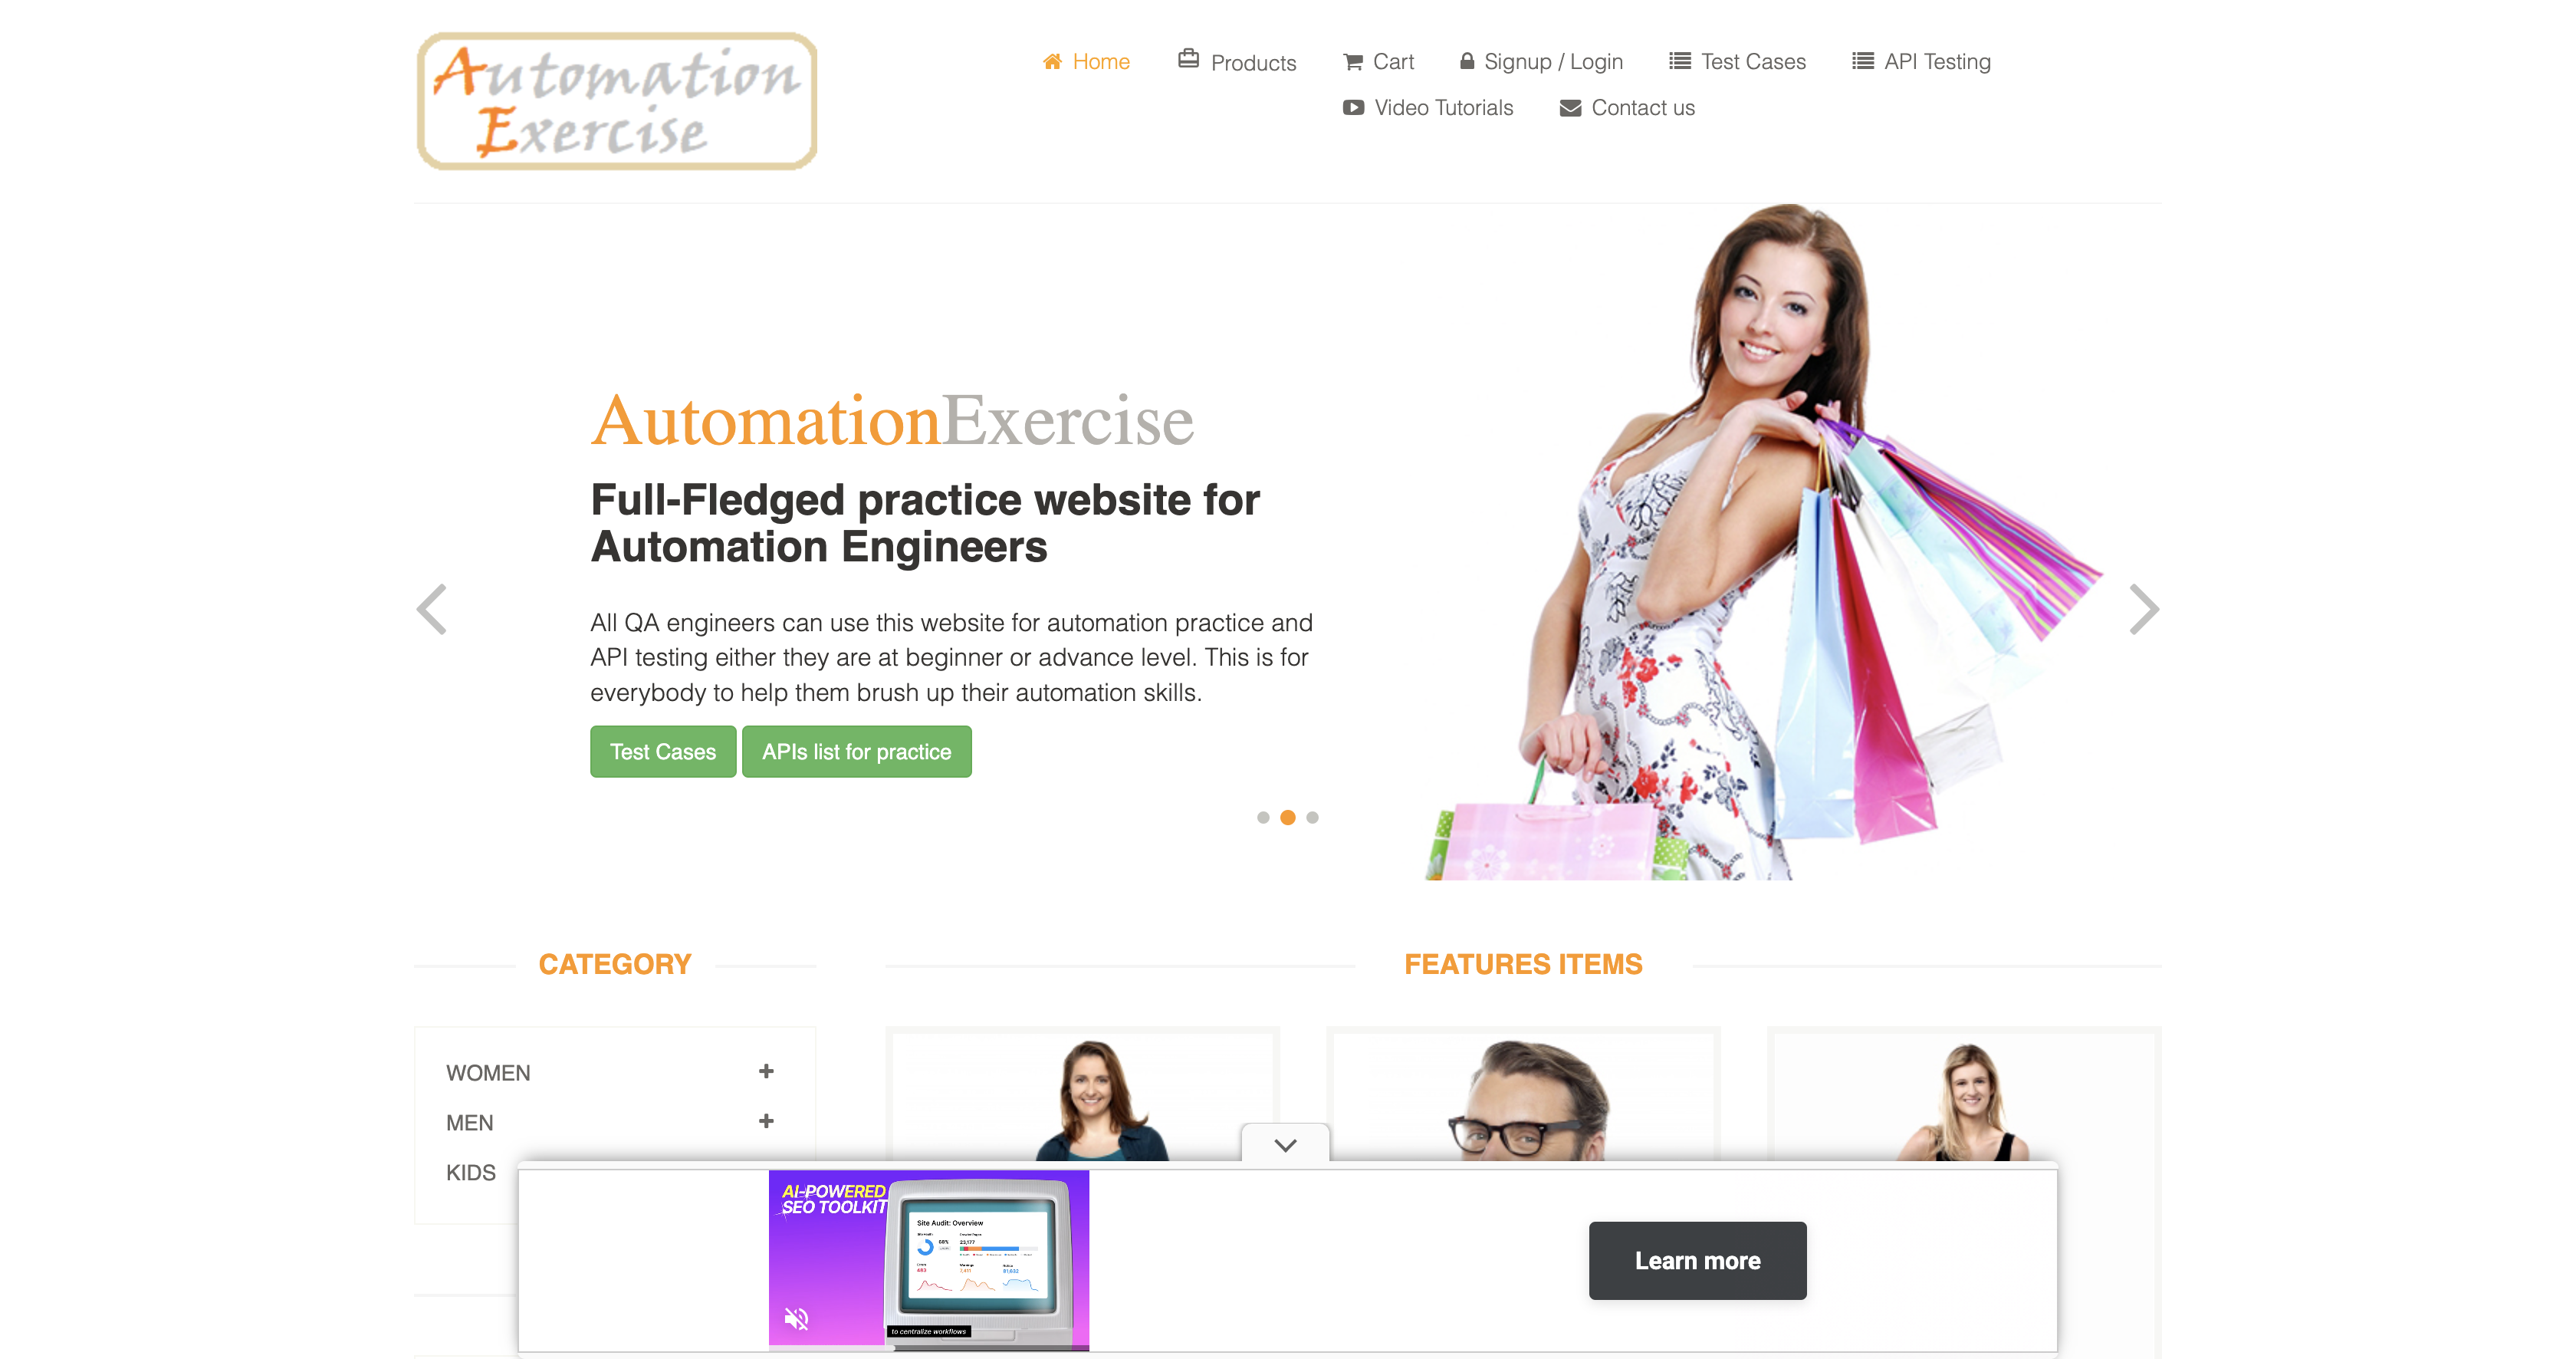 Automation
Exercise
Home
Products
Cart
Signup / Login
Test Cases
API Testing
Video Tutorials
Contact us
AutomationExercise
Full-Fledged practice website for
Automation Engineers
All QA engineers can use this website for automation practice and
API testing either they are at beginner or advance level. This is for
everybody to help them brush up their automation skills.
Test Cases
APIs list for practice
CATEGORY
FEATURES ITEMS
WOMEN
MEN
KIDS
AI-POWERED
SEO TOOLKIT
Site Audit: Overview
to centralize workflows
Learn more